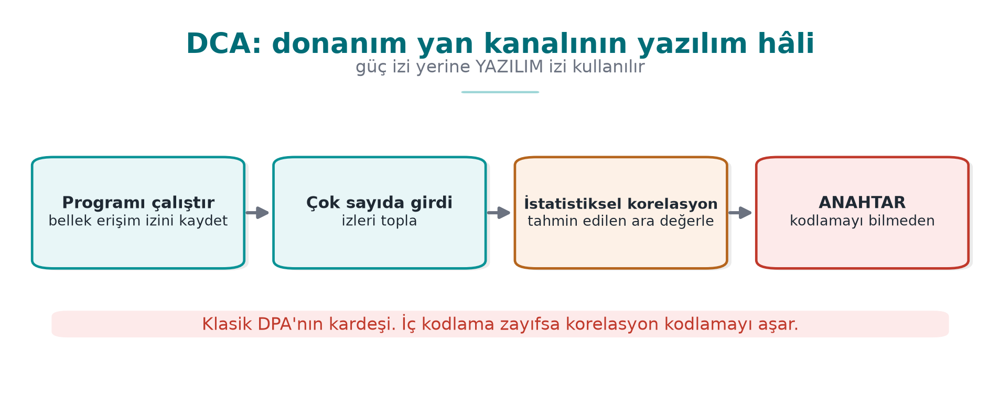 DCA: donanım yan kanalının yazılım hâli
güç izi yerine YAZILIM izi kullanılır
Programı çalıştır
bellek erişim izini kaydet
Çok sayıda girdi
izleri topla
İstatistiksel korelasyon
tahmin edilen ara değerle
ANAHTAR
kodlamayı bilmeden
Klasik DPA'nın kardeşi. İç kodlama zayıfsa korelasyon kodlamayı aşar.